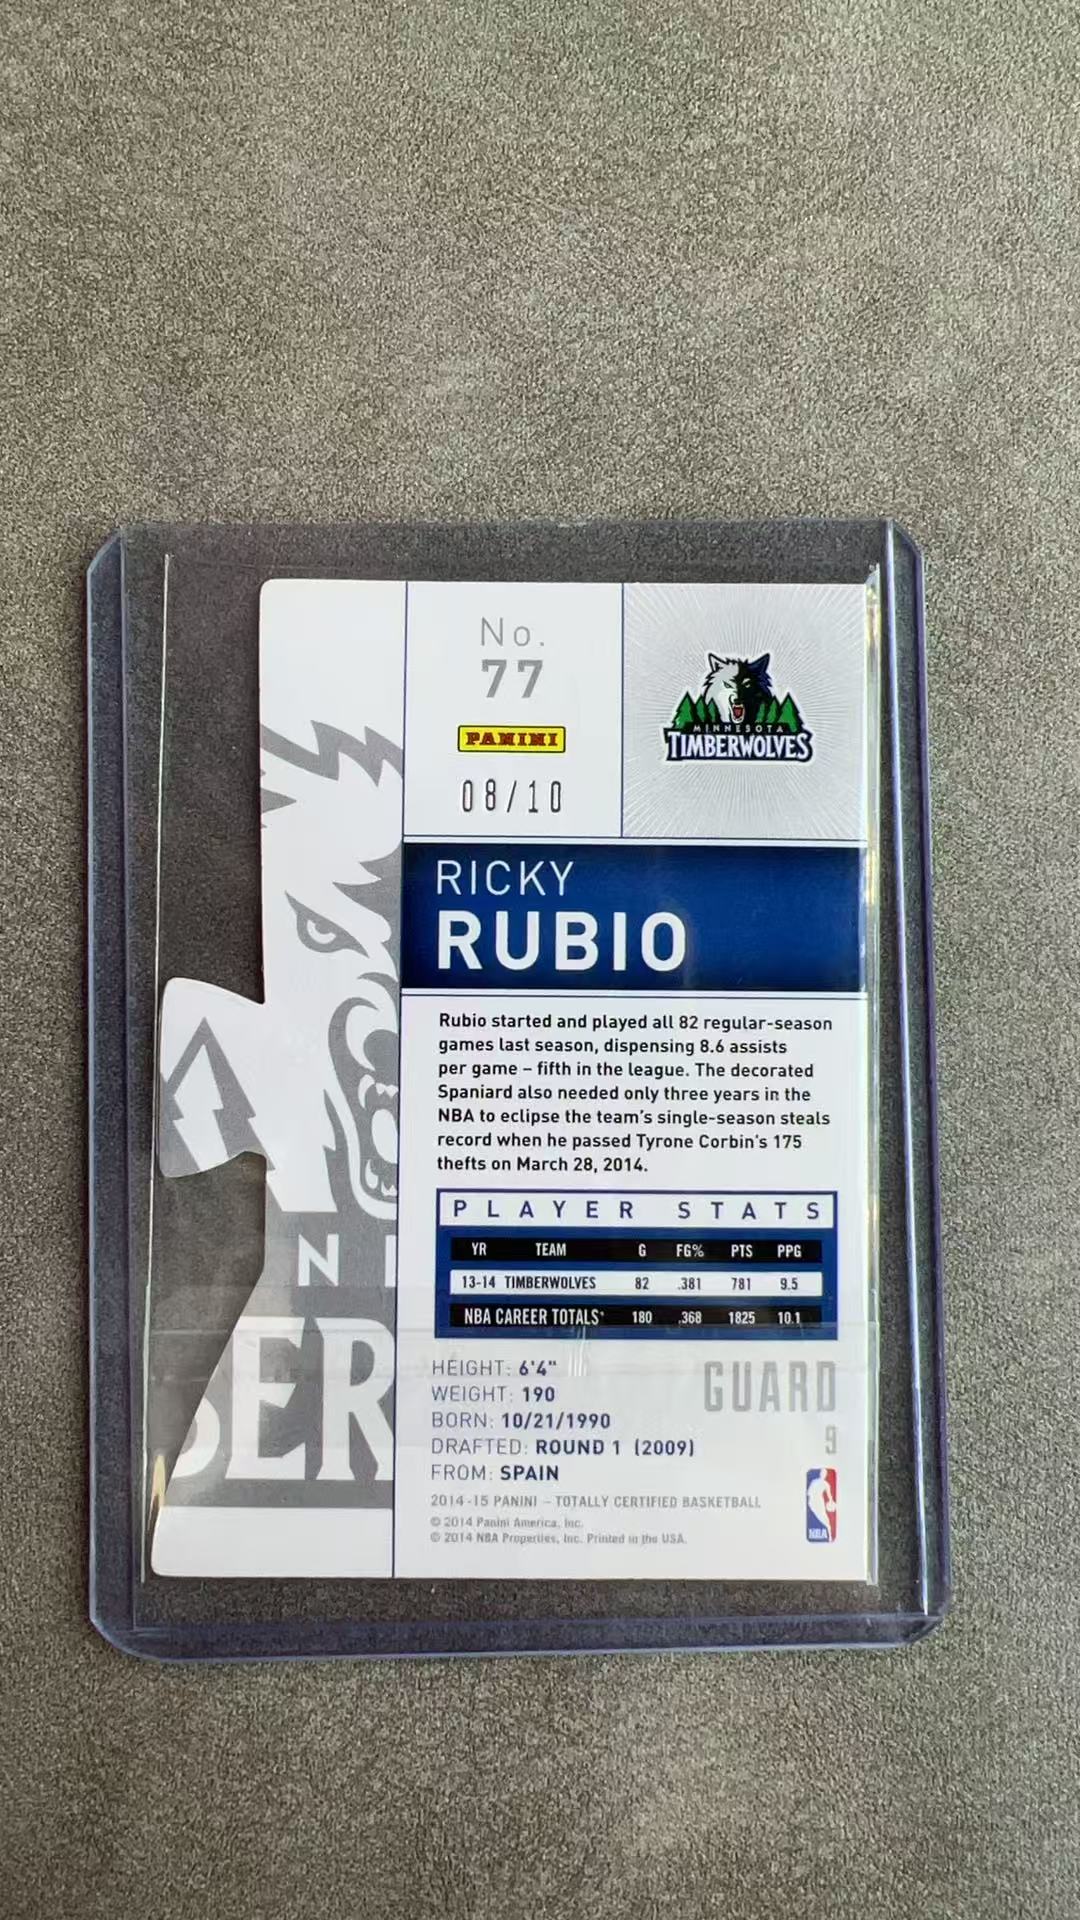 No.
77
PANINI
08/10
MINNESOTA
TIMBERWOLVES
RICKY
RUBIO
Rubio started and played all 82 regular-season
games last season, dispensing 8.6 assists
per game – fifth in the league. The decorated
Spaniard also needed only three years in the
NBA to eclipse the team's single-season steals
record when he passed Tyrone Corbin's 175
thefts on March 28, 2014.
PLAYER STATS
YR TEAM G FG% PTS PPG
13-14 TIMBERWOLVES 82 .381 781 9.5
NBA CAREER TOTALS* 180 .368 1825 10.1
NI
BER
HEIGHT: 6'4"
WEIGHT: 190
BORN: 10/21/1990
DRAFTED: ROUND 1 (2009)
FROM: SPAIN
GUARD
9
2014-15 PANINI – TOTALLY CERTIFIED BASKETBALL
© 2014 Panini America, Inc.
© 2014 NBA Properties, Inc. Printed in the USA.
NBA